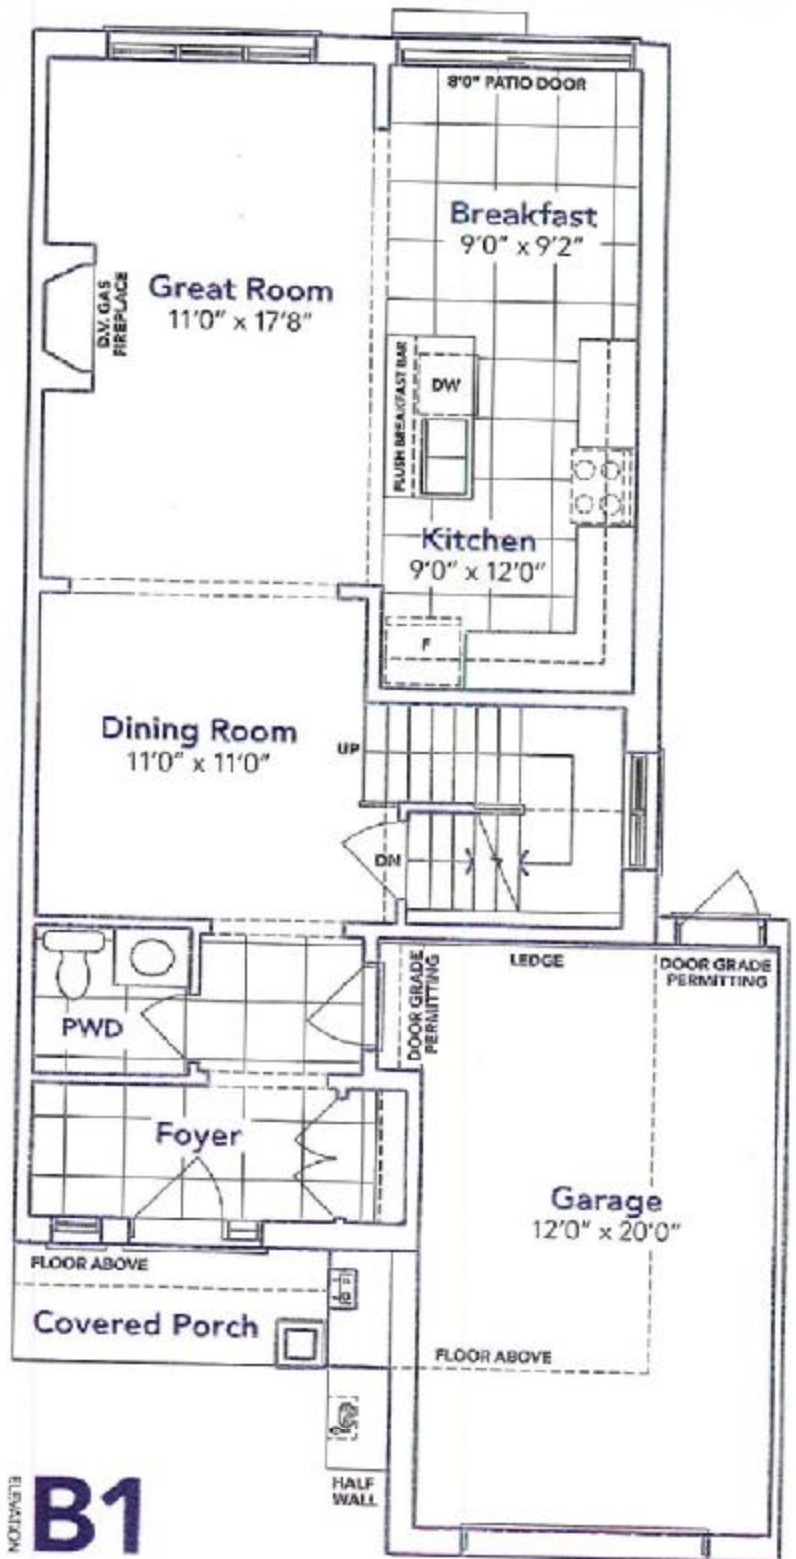 8'0" PATIO DOOR
Breakfast
9'0" x 9'2"
Great Room
11'0" x 17'8"
D.V. GAS
FIREPLACE
FLUSH BREAKFAST BAR
DW
Kitchen
9'0" x 12'0"
F
Dining Room
11'0" x 11'0"
UP
DN
LEDGE
DOOR GRADE
PERMITTING
DOOR GRADE
PERMITTING
PWD
Foyer
Garage
12'0" x 20'0"
FLOOR ABOVE
Covered Porch
FLOOR ABOVE
HALF
WALL
ELEVATION
B1